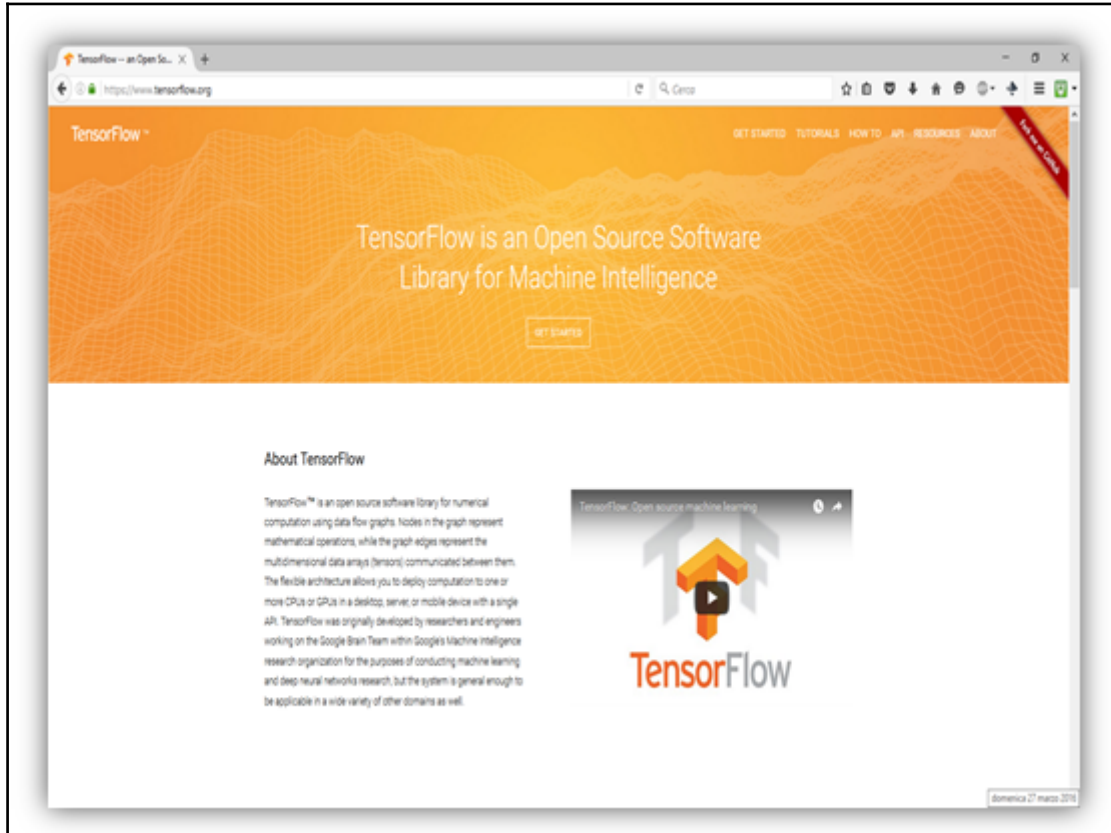 TensorFlow -- an Open So...
https://www.tensorflow.org
Cerca
TensorFlow ™
GET STARTED TUTORIALS HOW TO API RESOURCES ABOUT
Fork me on GitHub
TensorFlow is an Open Source Software
Library for Machine Intelligence
GET STARTED
About TensorFlow
TensorFlow™ is an open source software library for numerical
computation using data flow graphs. Nodes in the graph represent
mathematical operations, while the graph edges represent the
multidimensional data arrays (tensors) communicated between them.
The flexible architecture allows you to deploy computation to one or
more CPUs or GPUs in a desktop, server, or mobile device with a single
API. TensorFlow was originally developed by researchers and engineers
working on the Google Brain Team within Google's Machine Intelligence
research organization for the purposes of conducting machine learning
and deep neural networks research, but the system is general enough to
be applicable in a wide variety of other domains as well.
TensorFlow: Open source machine learning
TensorFlow
domenica 27 marzo 2016